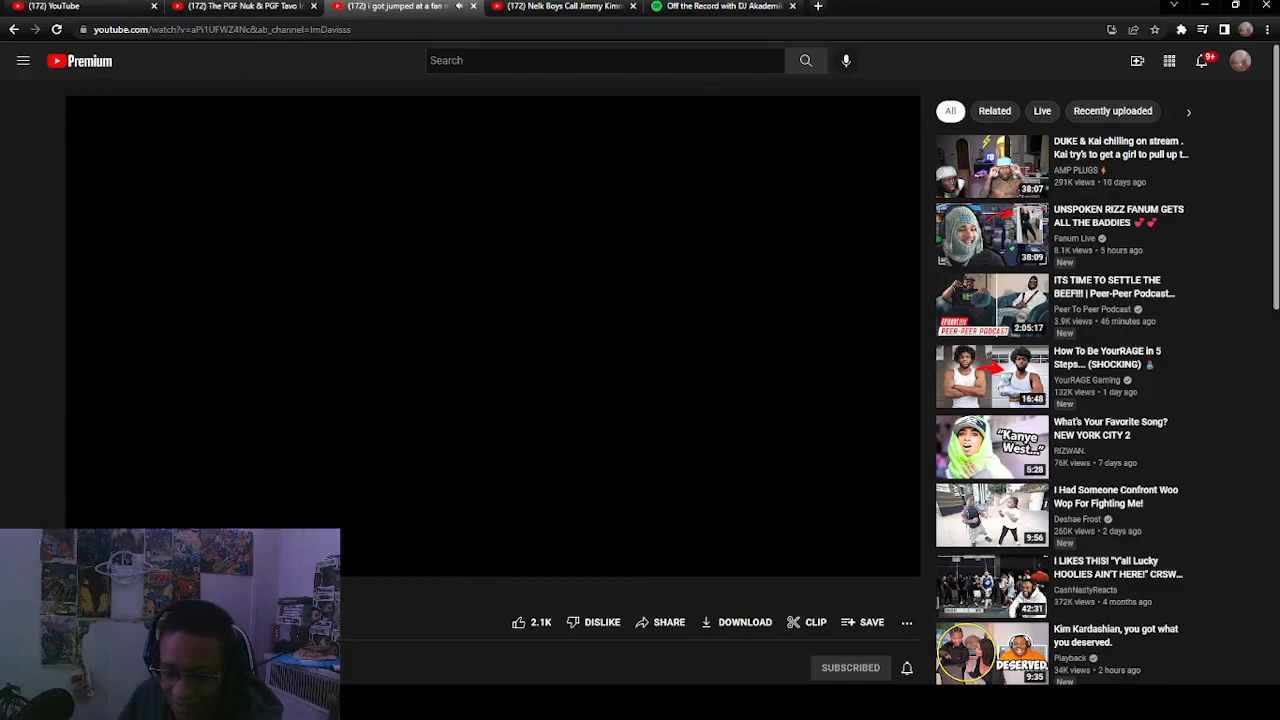 (172) YouTube
(172) The PGF Nuk & PGF Tavo I
(172) i got jumped at a fan m
(172) Nelk Boys Call Jimmy Kimm
Off the Record with DJ Akademi
youtube.com/watch?v=aPi1UFWZ4Nc&ab_channel=ImDavisss
Premium
Search
9+
All
Related
Live
Recently uploaded
DUKE & Kai chilling on stream .
Kai try's to get a girl to pull up t...
AMP PLUGS
291K views • 10 days ago
38:07
UNSPOKEN RIZZ FANUM GETS
ALL THE BADDIES 💕 💕
Fanum Live
8.1K views • 5 hours ago
New
38:09
ITS TIME TO SETTLE THE
BEEF!!! | Peer-Peer Podcast...
Peer To Peer Podcast
3.9K views • 46 minutes ago
New
PEER-PEER PODCAST
2:05:17
How To Be YourRAGE in 5
Steps... (SHOCKING)
YourRAGE Gaming
132K views • 1 day ago
New
16:48
What's Your Favorite Song?
NEW YORK CITY 2
RIZWAN.
76K views • 7 days ago
"Kanye
West..."
5:28
I Had Someone Confront Woo
Wop For Fighting Me!
Deshae Frost
260K views • 2 days ago
New
9:56
I LIKES THIS! "Y'all Lucky
HOOLIES AIN'T HERE!" CRSW...
CashNastyReacts
372K views • 4 months ago
42:31
Kim Kardashian, you got what
you deserved.
Playback
34K views • 2 hours ago
New
DESERVED.
9:35
2.1K
DISLIKE
SHARE
DOWNLOAD
CLIP
SAVE
SUBSCRIBED